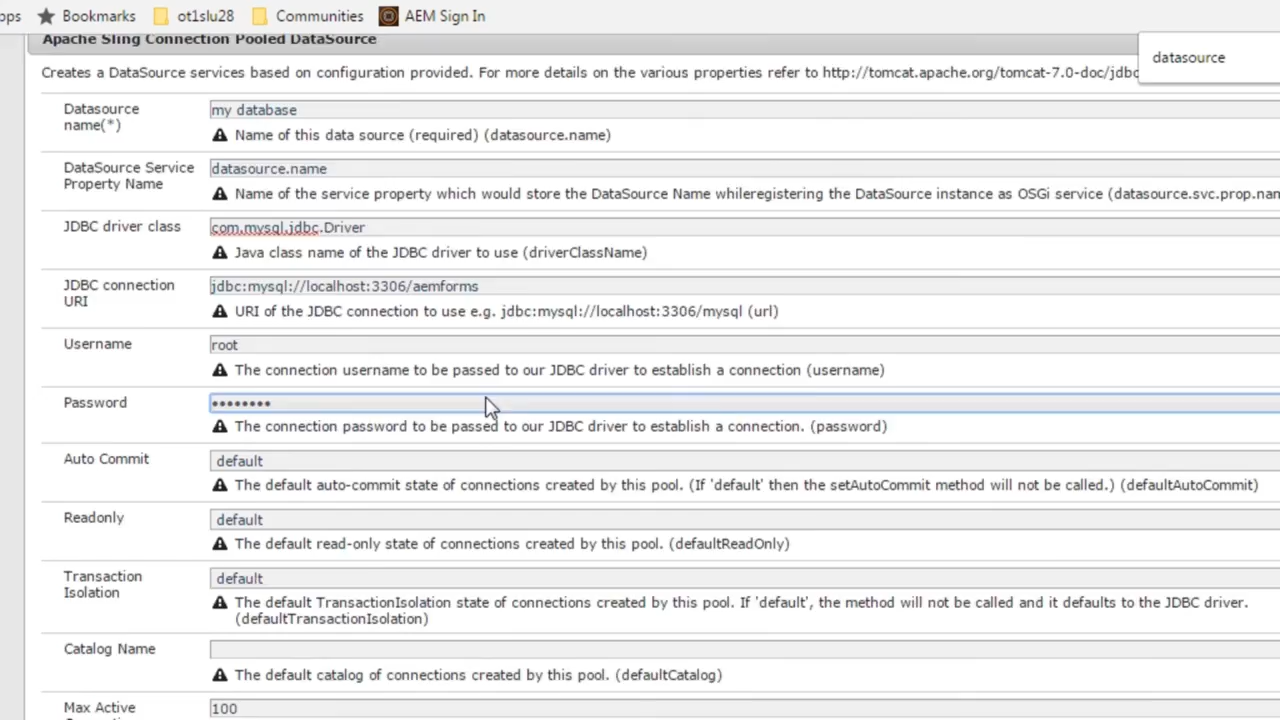 pps Bookmarks ot1slu28 Communities AEM Sign In
Apache Sling Connection Pooled DataSource
datasource
Creates a DataSource services based on configuration provided. For more details on the various properties refer to http://tomcat.apache.org/tomcat-7.0-doc/jdbc
Datasource
name(*)
my database
Name of this data source (required) (datasource.name)
DataSource Service
Property Name
datasource.name
Name of the service property which would store the DataSource Name whileregistering the DataSource instance as OSGi service (datasource.svc.prop.nam
JDBC driver class
com.mysql.jdbc.Driver
Java class name of the JDBC driver to use (driverClassName)
JDBC connection
URI
jdbc:mysql://localhost:3306/aemforms
URI of the JDBC connection to use e.g. jdbc:mysql://localhost:3306/mysql (url)
Username
root
The connection username to be passed to our JDBC driver to establish a connection (username)
Password
••••••••
The connection password to be passed to our JDBC driver to establish a connection. (password)
Auto Commit
default
The default auto-commit state of connections created by this pool. (If 'default' then the setAutoCommit method will not be called.) (defaultAutoCommit)
Readonly
default
The default read-only state of connections created by this pool. (defaultReadOnly)
Transaction
Isolation
default
The default TransactionIsolation state of connections created by this pool. If 'default', the method will not be called and it defaults to the JDBC driver.
(defaultTransactionIsolation)
Catalog Name
The default catalog of connections created by this pool. (defaultCatalog)
Max Active
100